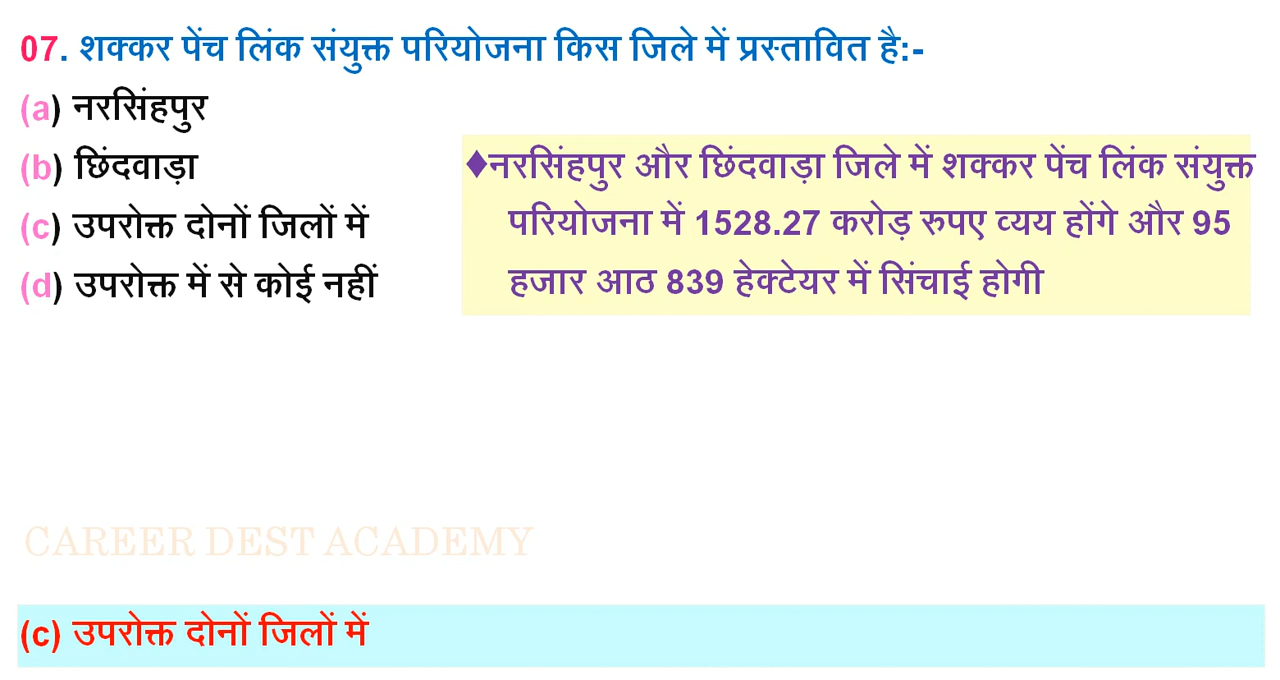 07. शक्कर पेंच लिंक संयुक्त परियोजना किस जिले में प्रस्तावित है:-
(a) नरसिंहपुर
(b) छिंदवाड़ा
(c) उपरोक्त दोनों जिलों में
(d) उपरोक्त में से कोई नहीं
♦नरसिंहपुर और छिंदवाड़ा जिले में शक्कर पेंच लिंक संयुक्त
परियोजना में 1528.27 करोड़ रुपए व्यय होंगे और 95
हजार आठ 839 हेक्टेयर में सिंचाई होगी
CAREER DEST ACADEMY
(c) उपरोक्त दोनों जिलों में